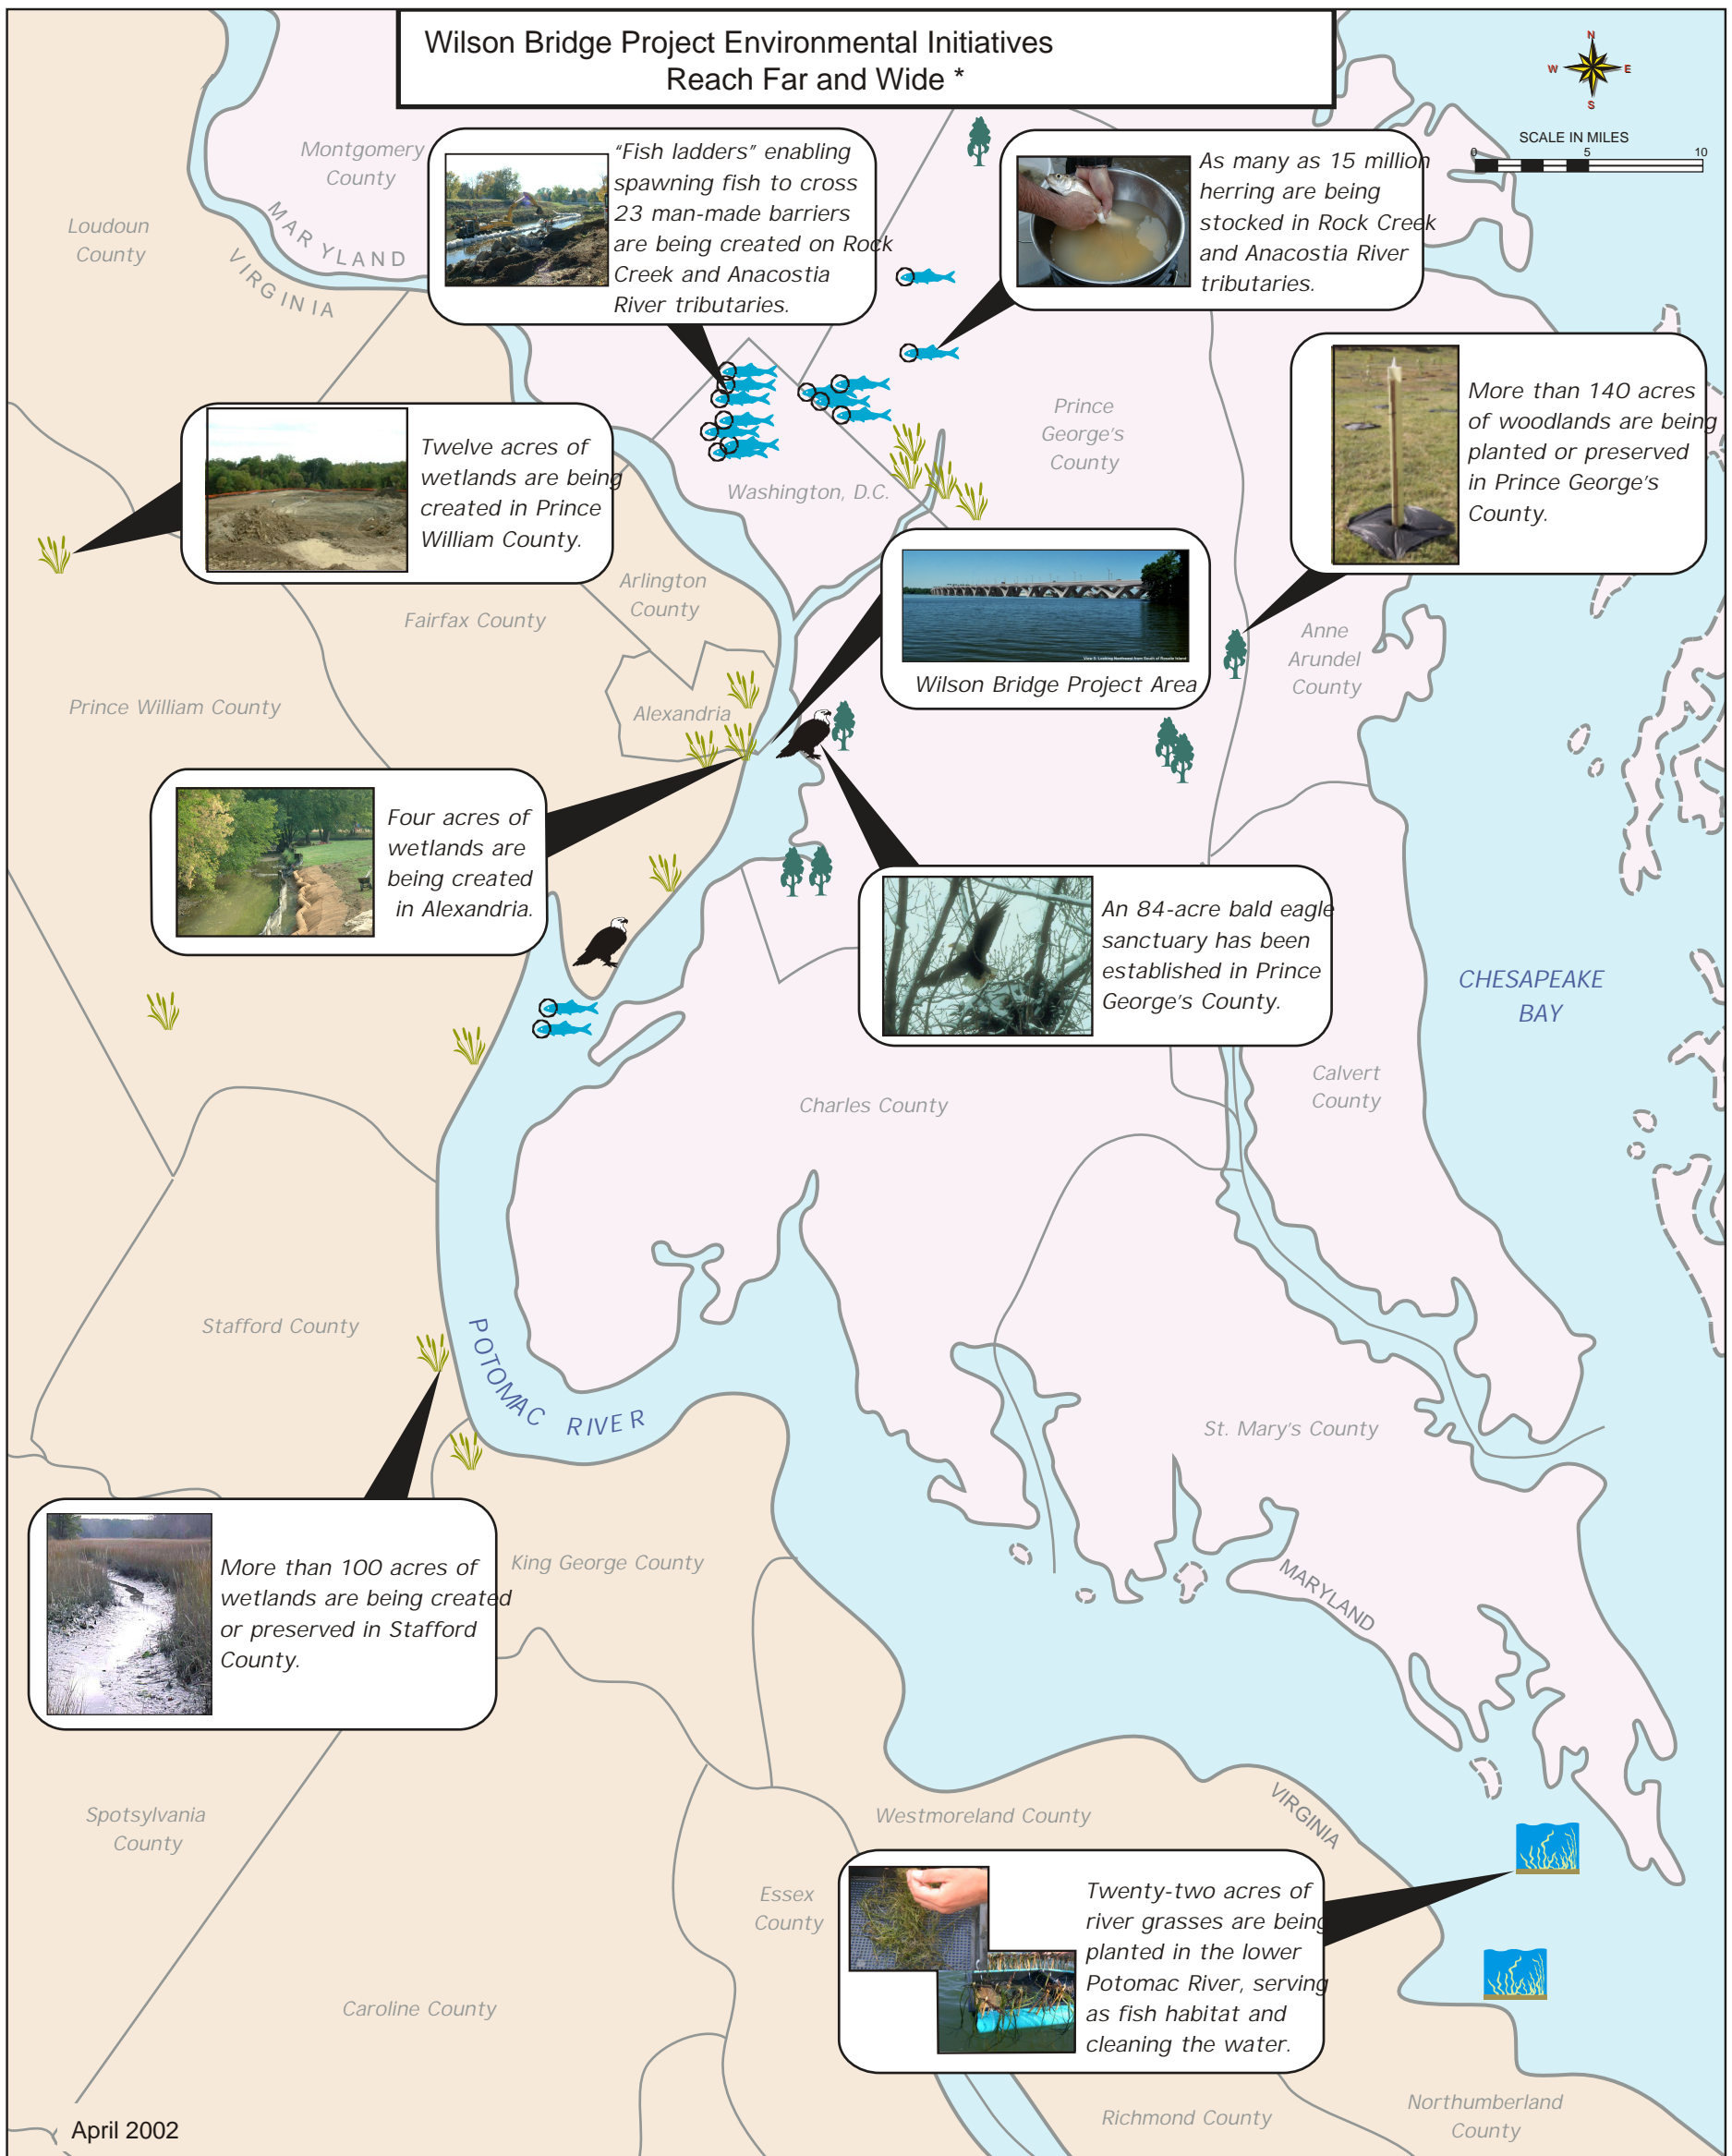 Wilson Bridge Project Environmental Initiatives
Reach Far and Wide *
N
W
E
S
SCALE IN MILES
0 5 10
Montgomery
County
Loudoun
County
MARYLAND
VIRGINIA
"Fish ladders" enabling
spawning fish to cross
23 man-made barriers
are being created on Rock
Creek and Anacostia
River tributaries.
As many as 15 million
herring are being
stocked in Rock Creek
and Anacostia River
tributaries.
More than 140 acres
of woodlands are being
planted or preserved
in Prince George's
County.
Prince
George's
County
Twelve acres of
wetlands are being
created in Prince
William County.
Washington, D.C.
Arlington
County
Fairfax County
View 5: Looking Northwest from South of Rosalie Island
Wilson Bridge Project Area
Anne
Arundel
County
Prince William County
Alexandria
Four acres of
wetlands are
being created
in Alexandria.
An 84-acre bald eagle
sanctuary has been
established in Prince
George's County.
CHESAPEAKE
BAY
Calvert
County
Charles County
Stafford County
POTOMAC RIVER
St. Mary's County
More than 100 acres of
wetlands are being created
or preserved in Stafford
County.
King George County
MARYLAND
VIRGINIA
Spotsylvania
County
Westmoreland County
Essex
County
Twenty-two acres of
river grasses are being
planted in the lower
Potomac River, serving
as fish habitat and
cleaning the water.
Caroline County
Richmond County
Northumberland
County
April 2002